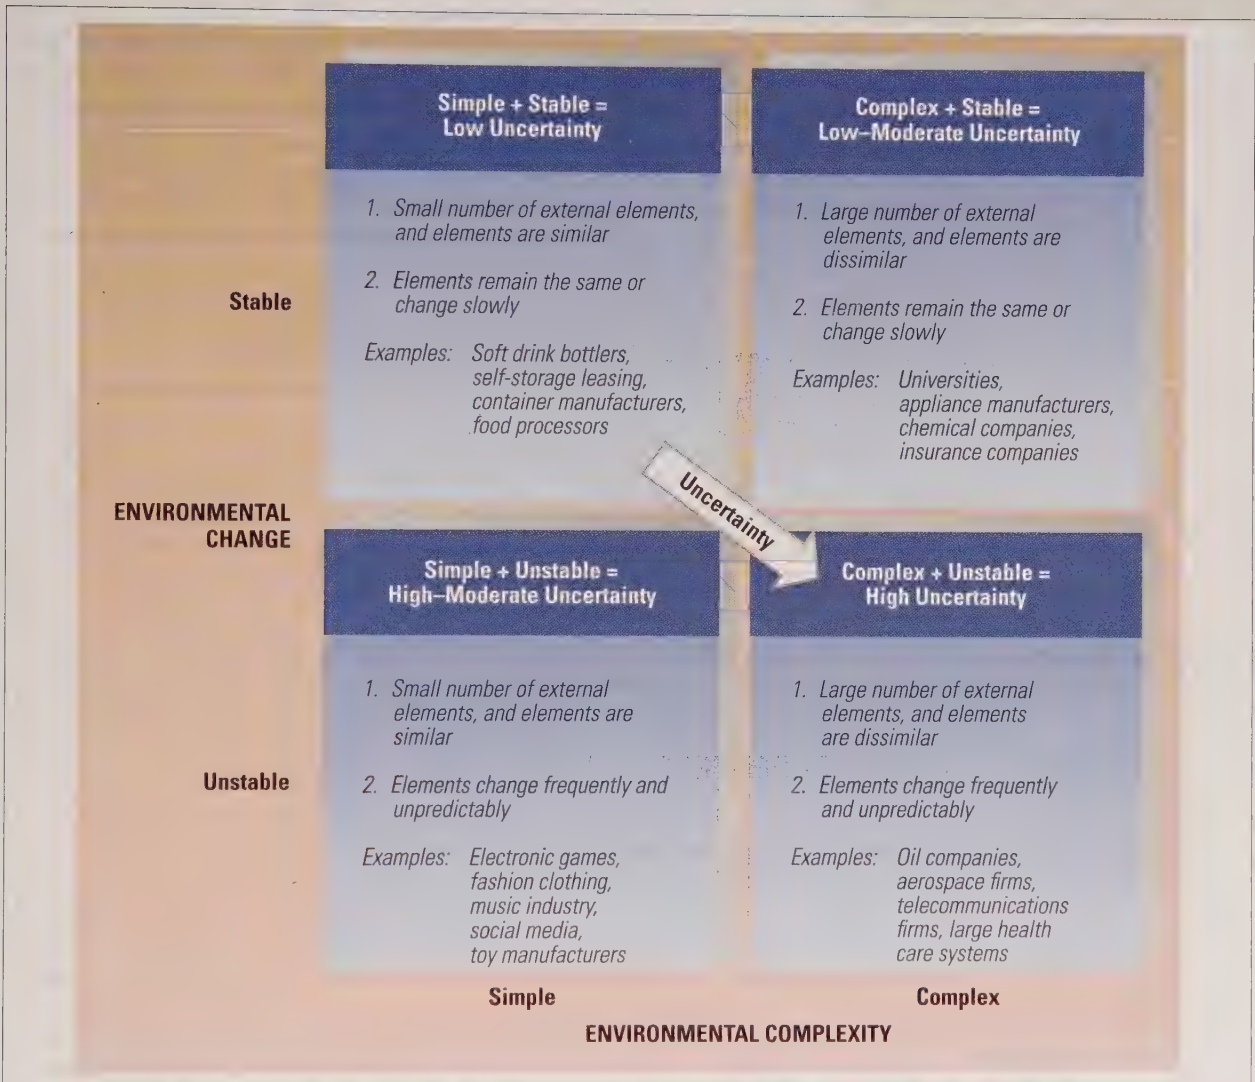 Simple + Stable =
Low Uncertainty
Complex + Stable =
Low–Moderate Uncertainty
Stable
1. Small number of external elements,
and elements are similar
2. Elements remain the same or
change slowly
Examples: Soft drink bottlers,
self-storage leasing,
container manufacturers,
food processors
1. Large number of external
elements, and elements are
dissimilar
2. Elements remain the same or
change slowly
Examples: Universities,
appliance manufacturers,
chemical companies,
insurance companies
Uncertainty
ENVIRONMENTAL
CHANGE
Simple + Unstable =
High–Moderate Uncertainty
Complex + Unstable =
High Uncertainty
Unstable
1. Small number of external
elements, and elements are
similar
2. Elements change frequently and
unpredictably
Examples: Electronic games,
fashion clothing,
music industry,
social media,
toy manufacturers
1. Large number of external
elements, and elements
are dissimilar
2. Elements change frequently
and unpredictably
Examples: Oil companies,
aerospace firms,
telecommunications
firms, large health
care systems
Simple
Complex
ENVIRONMENTAL COMPLEXITY